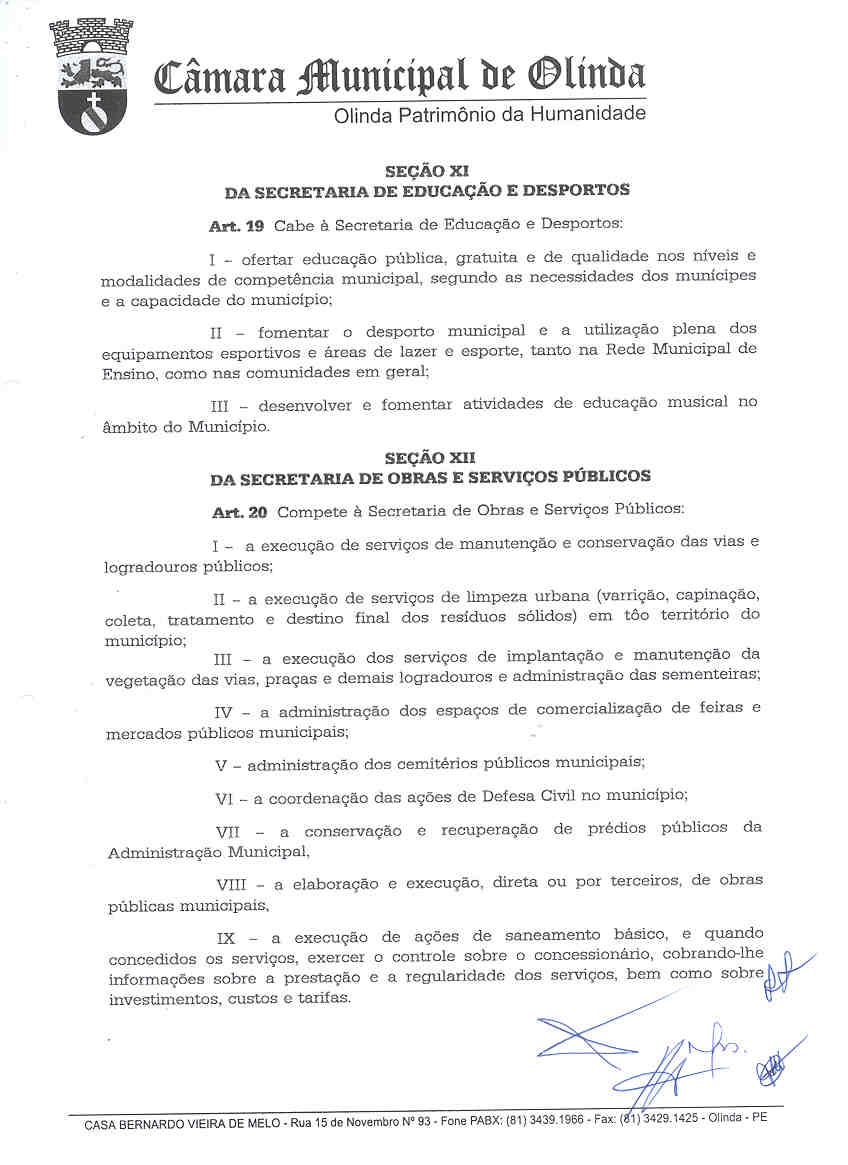 Câmara Municipal de Olinda
Olinda Patrimônio da Humanidade
SEÇÃO XI
DA SECRETARIA DE EDUCAÇÃO E DESPORTOS
Art. 19 Cabe à Secretaria de Educação e Desportos:
I – ofertar educação pública, gratuita e de qualidade nos níveis e
modalidades de competência municipal, segundo as necessidades dos munícipes
e a capacidade do município;
II – fomentar o desporto municipal e a utilização plena dos
equipamentos esportivos e áreas de lazer e esporte, tanto na Rede Municipal de
Ensino, como nas comunidades em geral;
III – desenvolver e fomentar atividades de educação musical no
âmbito do Município.
SEÇÃO XII
DA SECRETARIA DE OBRAS E SERVIÇOS PÚBLICOS
Art. 20 Compete à Secretaria de Obras e Serviços Públicos:
I – a execução de serviços de manutenção e conservação das vias e
logradouros públicos;
II – a execução de serviços de limpeza urbana (varrição, capinação,
coleta, tratamento e destino final dos resíduos sólidos) em tôo território do
município;
III – a execução dos serviços de implantação e manutenção da
vegetação das vias, praças e demais logradouros e administração das sementeiras;
IV – a administração dos espaços de comercialização de feiras e
mercados públicos municipais;
V – administração dos cemitérios públicos municipais;
VI – a coordenação das ações de Defesa Civil no município;
VII – a conservação e recuperação de prédios públicos da
Administração Municipal,
VIII – a elaboração e execução, direta ou por terceiros, de obras
públicas municipais,
IX – a execução de ações de saneamento básico, e quando
concedidos os serviços, exercer o controle sobre o concessionário, cobrando-lhe
informações sobre a prestação e a regularidade dos serviços, bem como sobre
investimentos, custos e tarifas.
CASA BERNARDO VIEIRA DE MELO - Rua 15 de Novembro Nº 93 - Fone PABX: (81) 3439.1966 - Fax: (81) 3429.1425 - Olinda - PE